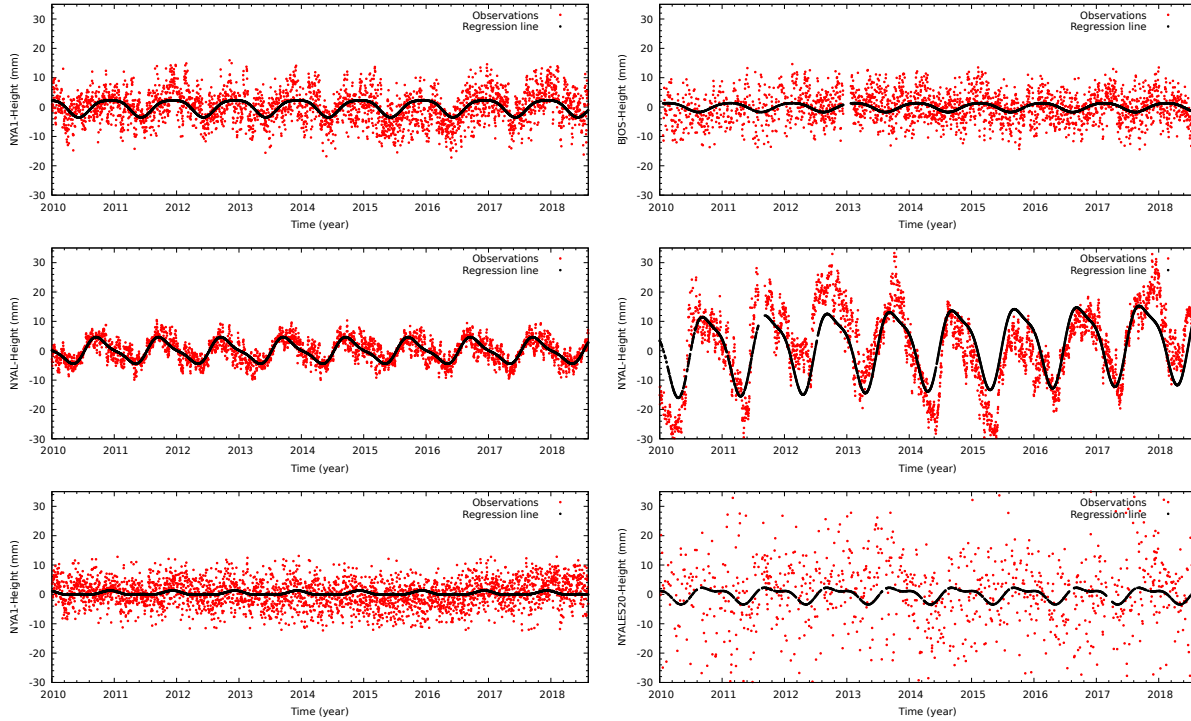 Observations
Regression line
30
20
10
0
-10
-20
-30
NYA1-Height (mm)
2010 2011 2012 2013 2014 2015 2016 2017 2018
Time (year)
Observations
Regression line
30
20
10
0
-10
-20
-30
BJOS-Height (mm)
2010 2011 2012 2013 2014 2015 2016 2017 2018
Time (year)
Observations
Regression line
30
20
10
0
-10
-20
-30
NYAL-Height (mm)
2010 2011 2012 2013 2014 2015 2016 2017 2018
Time (year)
Observations
Regression line
30
20
10
0
-10
-20
-30
NYAL-Height (mm)
2010 2011 2012 2013 2014 2015 2016 2017 2018
Time (year)
Observations
Regression line
30
20
10
0
-10
-20
-30
NYA1-Height (mm)
2010 2011 2012 2013 2014 2015 2016 2017 2018
Time (year)
Observations
Regression line
30
20
10
0
-10
-20
-30
NYALES20-Height (mm)
2010 2011 2012 2013 2014 2015 2016 2017 2018
Time (year)